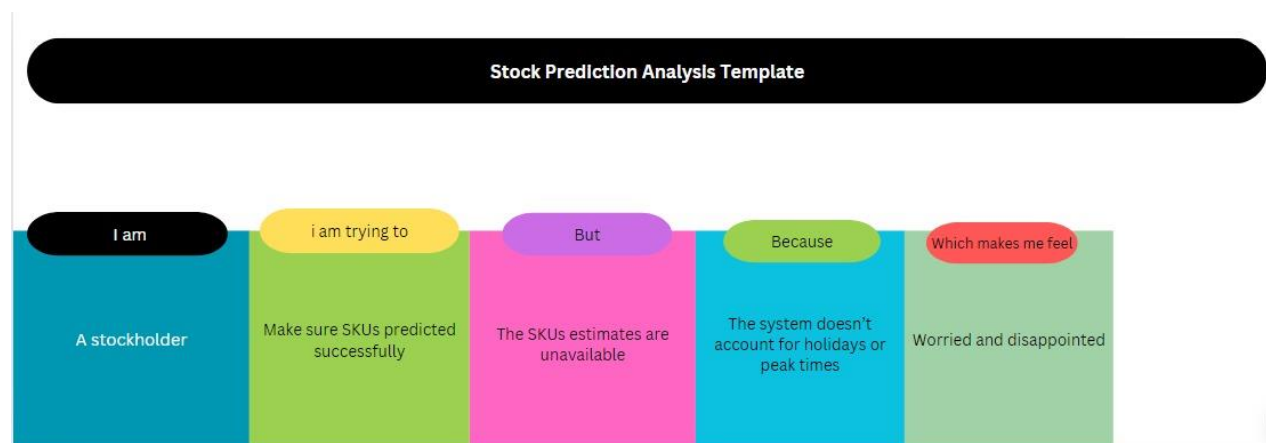 Stock Prediction Analysis Template
I am
A stockholder
i am trying to
Make sure SKUs predicted
successfully
But
The SKUs estimates are
unavailable
Because
The system doesn’t
account for holidays or
peak times
Which makes me feel
Worried and disappointed